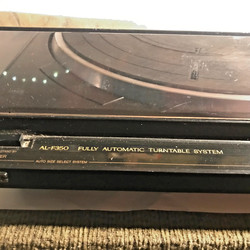 AL-F350 FULLY AUTOMATIC TURNTABLE SYSTEM
AUTO SIZE SELECT SYSTEM